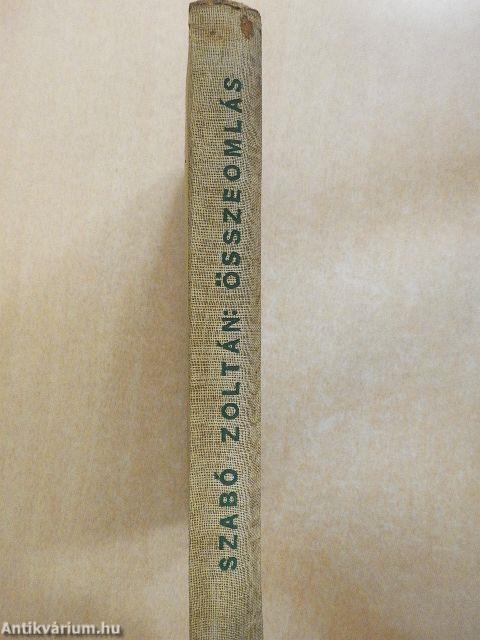 SZABÓ ZOLTÁN: ÖSSZEOMLÁS
Antikvárium.hu